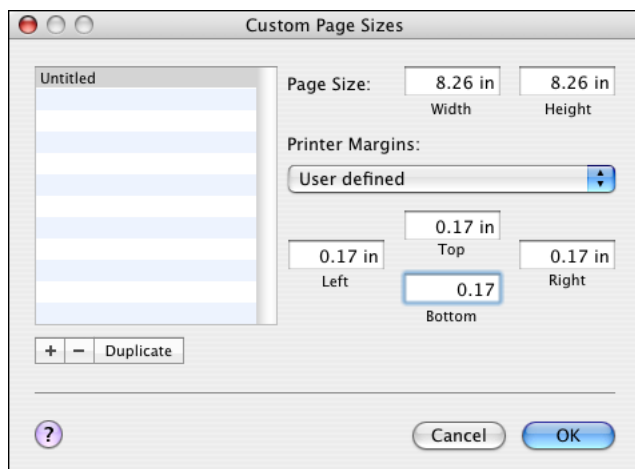 Custom Page Sizes
Untitled
Page Size:
8.26 in
8.26 in
Width
Height
Printer Margins:
User defined
0.17 in
Top
0.17 in
Left
0.17 in
Right
0.17
Bottom
+
−
Duplicate
?
Cancel
OK